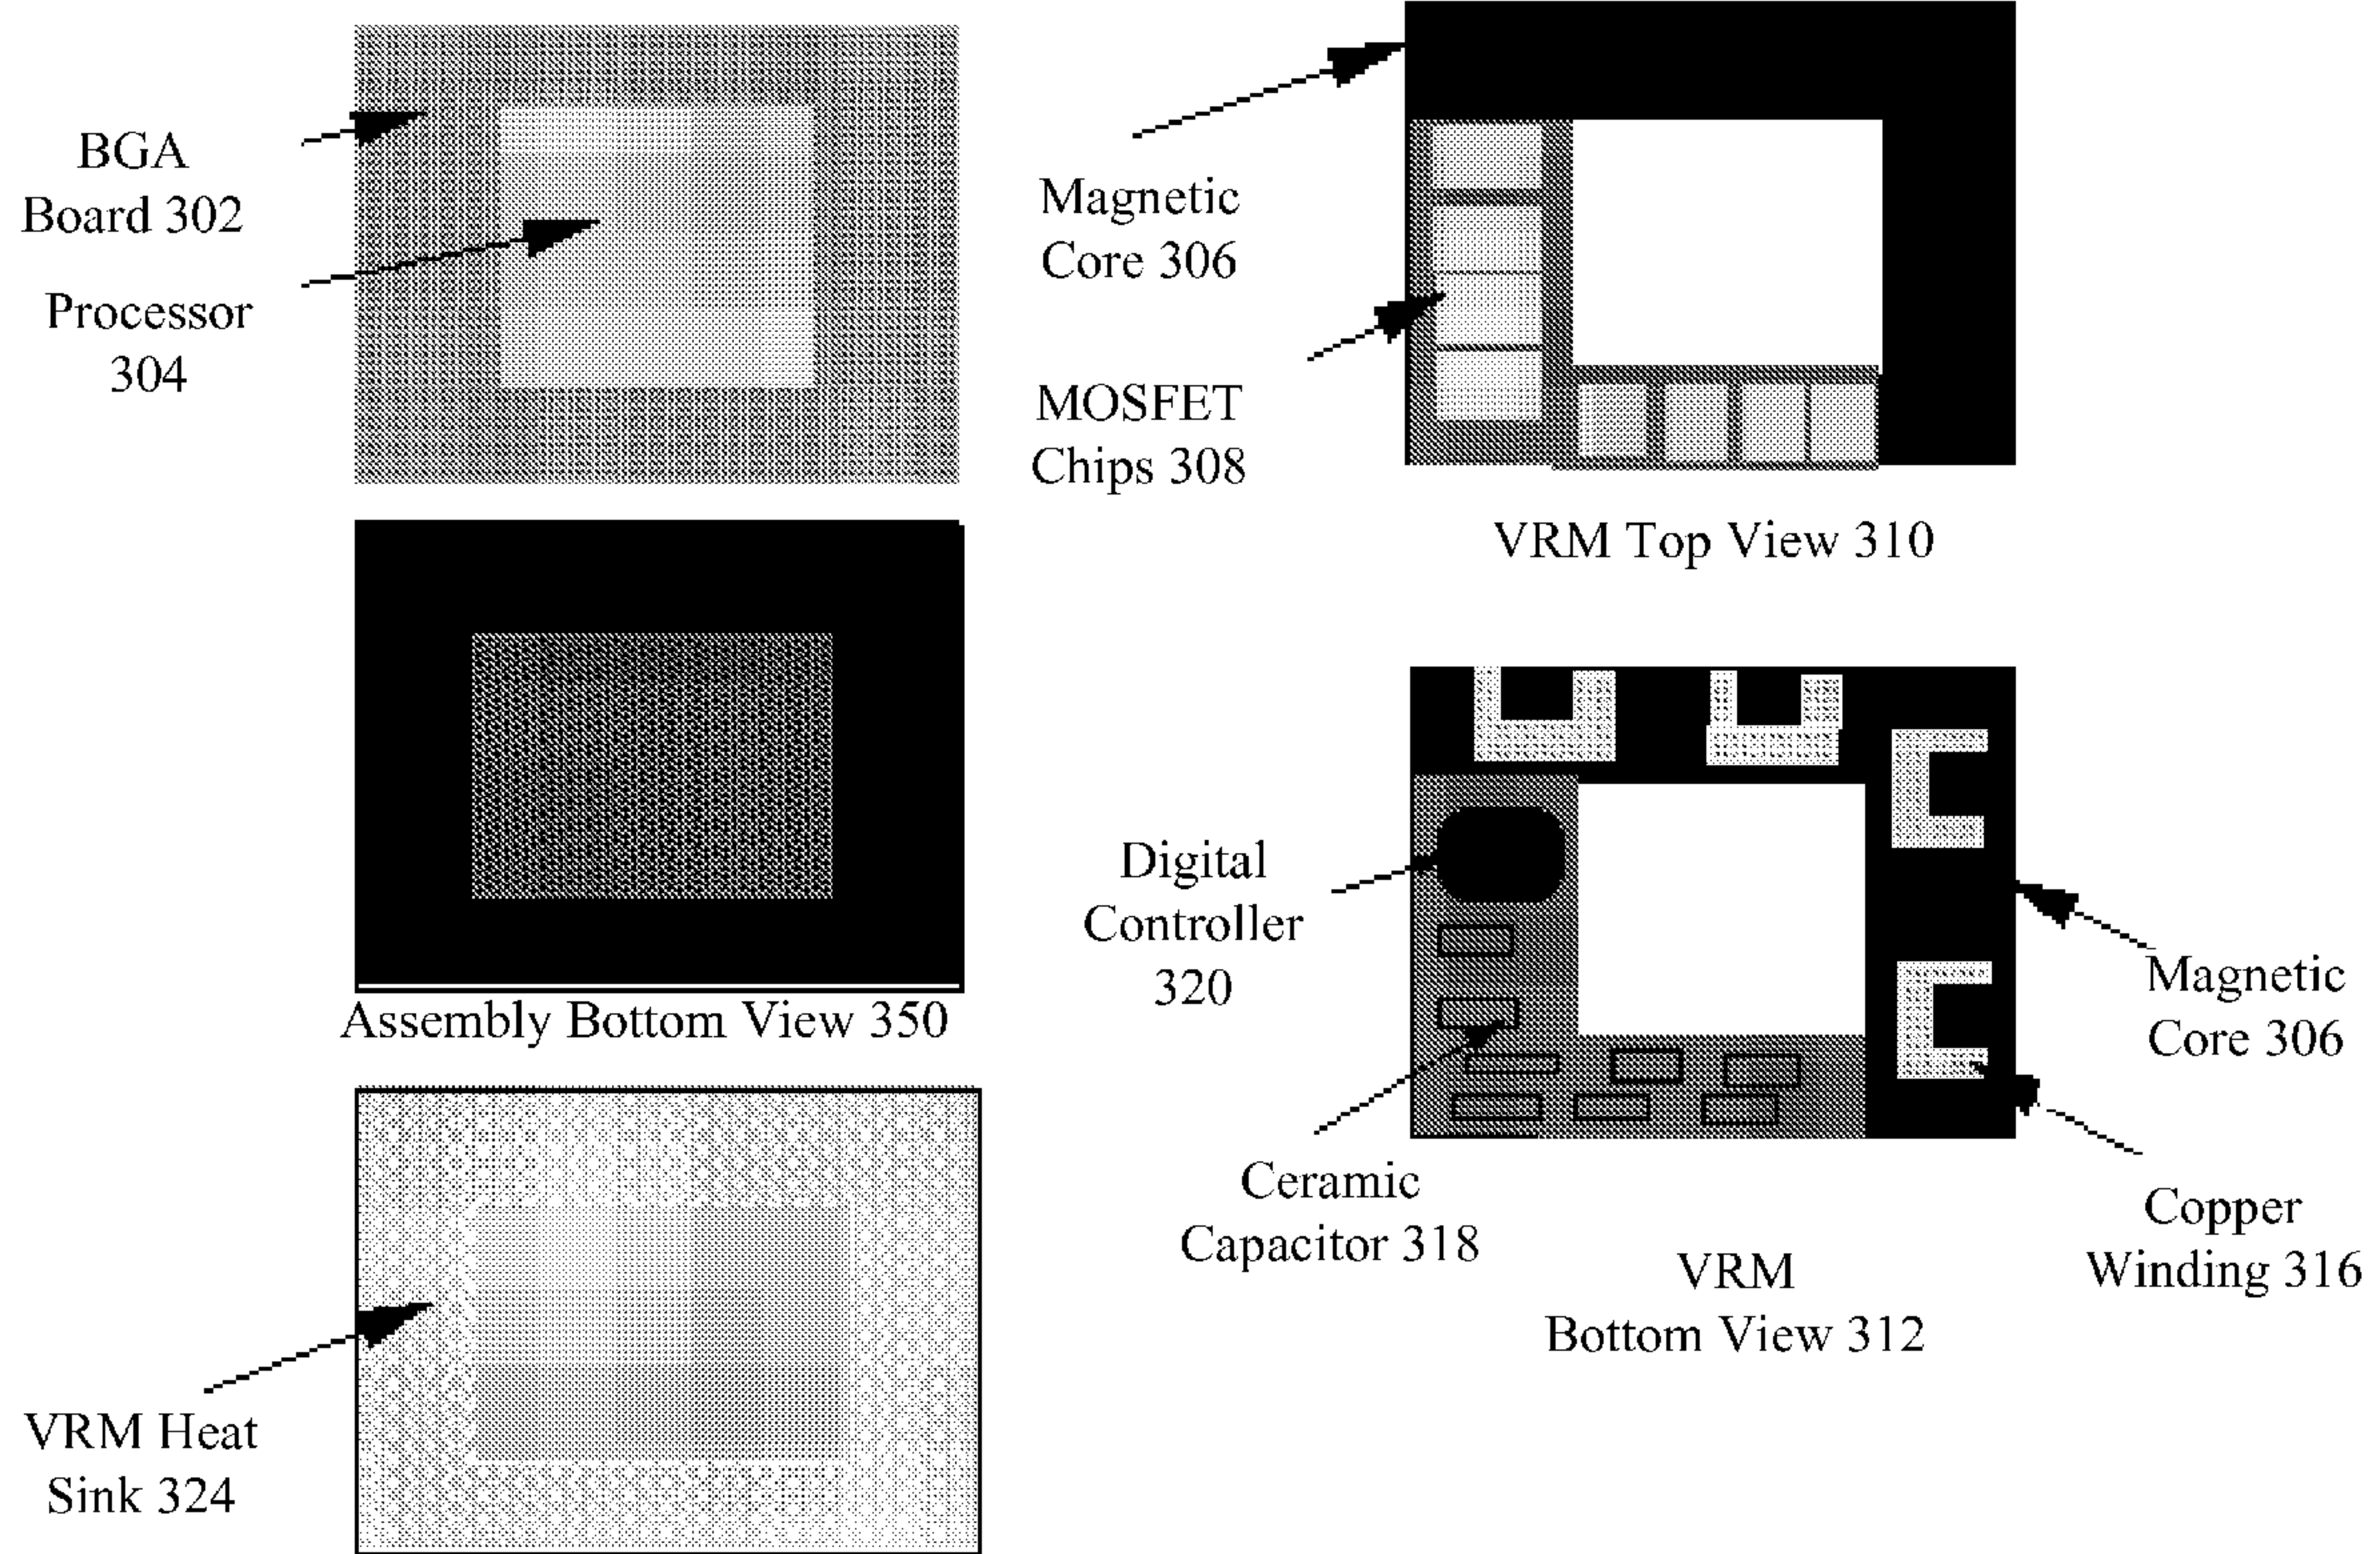 BGA
Board 302
Processor
304
Magnetic
Core 306
MOSFET
Chips 308
VRM Top View 310
Assembly Bottom View 350
Digital
Controller
320
Magnetic
Core 306
Ceramic
Capacitor 318
Copper
Winding 316
VRM
Bottom View 312
VRM Heat
Sink 324